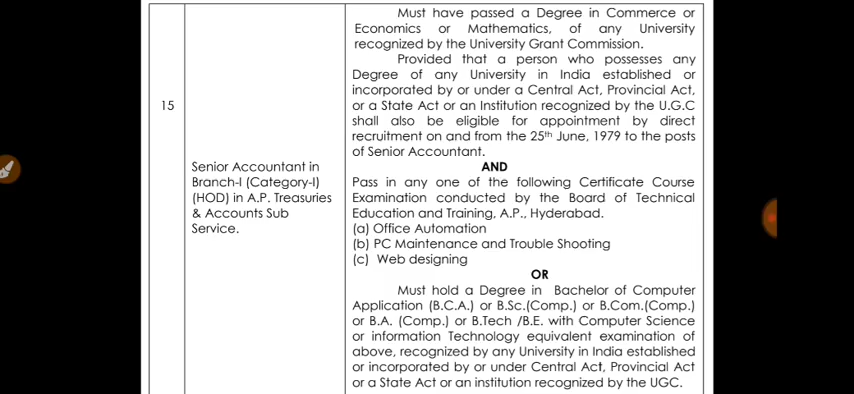 15
Senior Accountant in
Branch-I (Category-I)
(HOD) in A.P. Treasuries
& Accounts Sub
Service.
Must have passed a Degree in Commerce or
Economics or Mathematics, of any University
recognized by the University Grant Commission.
Provided that a person who possesses any
Degree of any University in India established or
incorporated by or under a Central Act, Provincial Act,
or a State Act or an Institution recognized by the U.G.C
shall also be eligible for appointment by direct
recruitment on and from the 25th June, 1979 to the posts
of Senior Accountant.
AND
Pass in any one of the following Certificate Course
Examination conducted by the Board of Technical
Education and Training, A.P., Hyderabad.
(a) Office Automation
(b) PC Maintenance and Trouble Shooting
(c) Web designing
OR
Must hold a Degree in Bachelor of Computer
Application (B.C.A.) or B.Sc.(Comp.) or B.Com.(Comp.)
or B.A. (Comp.) or B.Tech /B.E. with Computer Science
or information Technology equivalent examination of
above, recognized by any University in India established
or incorporated by or under Central Act, Provincial Act
or a State Act or an institution recognized by the UGC.